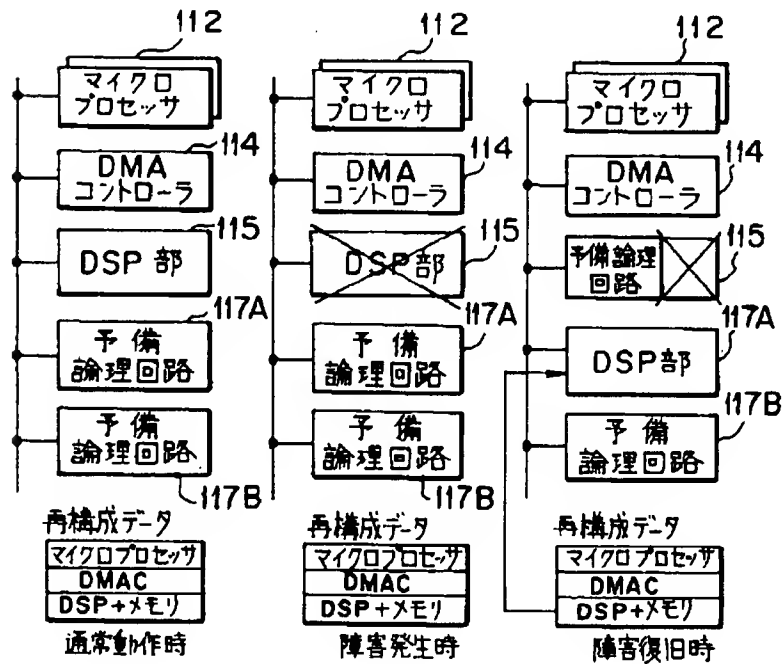 112
マイクロ
プロセッサ
114
DMA
コントローラ
115
DSP 部
117A
予備
論理回路
予備
論理回路
117B
再構成データ
マイクロプロセッサ
DMAC
DSP+メモリ
通常動作時
112
マイクロ
プロセッサ
114
DMA
コントローラ
115
DSP部
117A
予備
論理回路
予備
論理回路
117B
再構成データ
マイクロプロセッサ
DMAC
DSP+メモリ
障害発生時
112
マイクロ
プロセッサ
114
DMA
コントローラ
115
予備論理
回路
117A
DSP部
117B
予備
論理回路
再構成データ
マイクロプロセッサ
DMAC
DSP+メモリ
障害復旧時